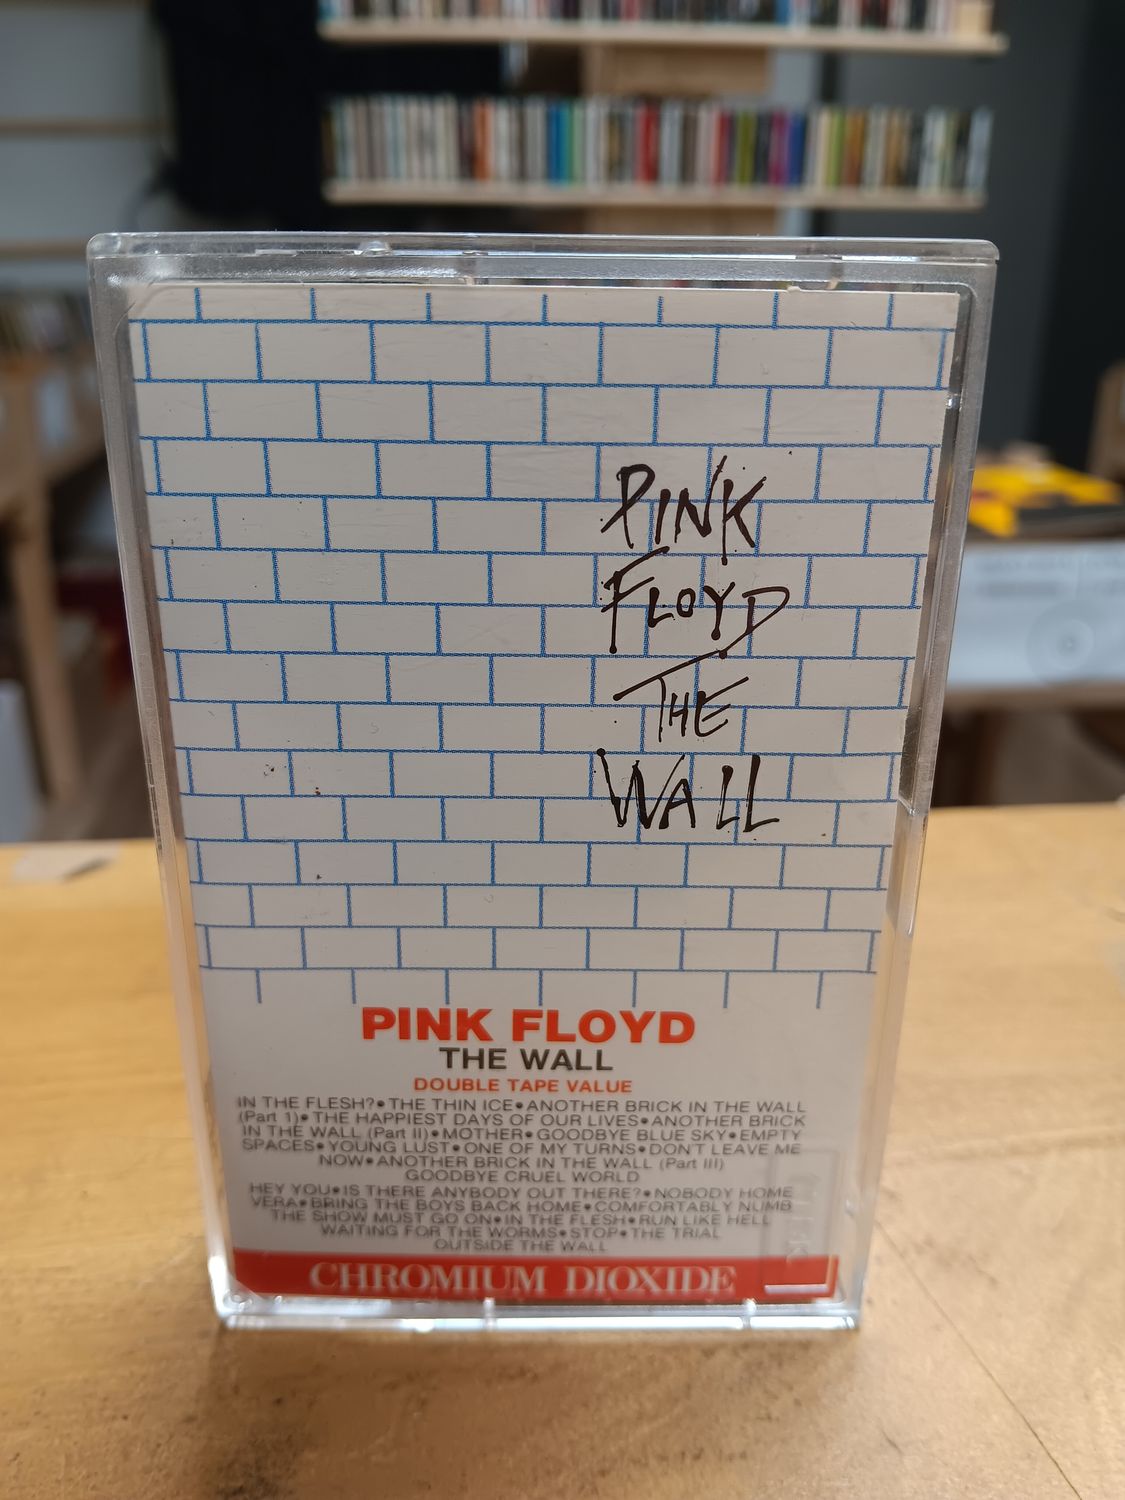 PINK
FLOYD
THE
WALL
PINK FLOYD
THE WALL
DOUBLE TAPE VALUE
IN THE FLESH?•THE THIN ICE•ANOTHER BRICK IN THE WALL
(Part 1)•THE HAPPIEST DAYS OF OUR LIVES•ANOTHER BRICK
IN THE WALL (Part II)•MOTHER•GOODBYE BLUE SKY•EMPTY
SPACES•YOUNG LUST•ONE OF MY TURNS•DON'T LEAVE ME
NOW•ANOTHER BRICK IN THE WALL (Part III)
GOODBYE CRUEL WORLD
HEY YOU•IS THERE ANYBODY OUT THERE?•NOBODY HOME
VERA•BRING THE BOYS BACK HOME•COMFORTABLY NUMB
THE SHOW MUST GO ON•IN THE FLESH•RUN LIKE HELL
WAITING FOR THE WORMS•STOP•THE TRIAL
OUTSIDE THE WALL
CHROMIUM DIOXIDE